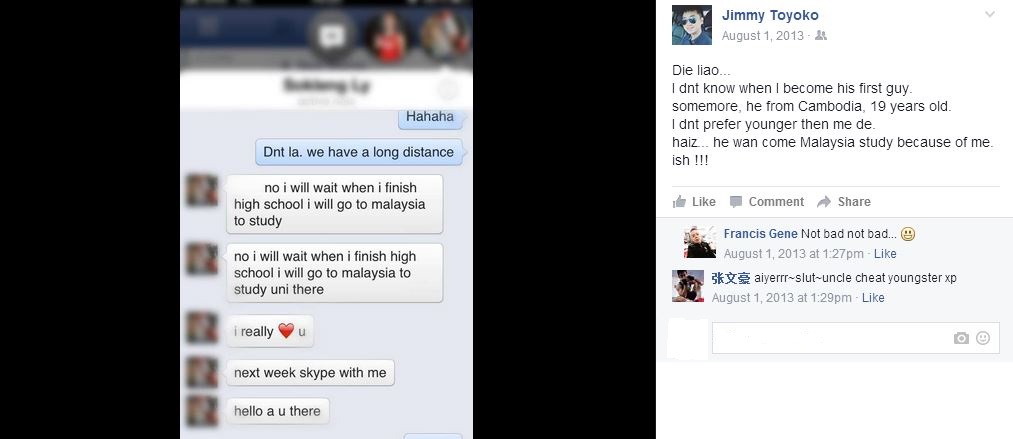 Sokleng Ly
Hahaha
Dnt la. we have a long distance
no i will wait when i finish
high school i will go to malaysia
to study
no i will wait when i finish high
school i will go to malaysia to
study uni there
i really ❤ u
next week skype with me
hello a u there
Jimmy Toyoko
August 1, 2013
Die liao...
I dnt know when I become his first guy.
somemore, he from Cambodia, 19 years old.
I dnt prefer younger then me de.
haiz... he wan come Malaysia study because of me.
ish !!!
Like Comment Share
Francis Gene Not bad not bad... 😀
August 1, 2013 at 1:27pm · Like
张文豪 aiyerrr~slut~uncle cheat youngster xp
August 1, 2013 at 1:29pm · Like